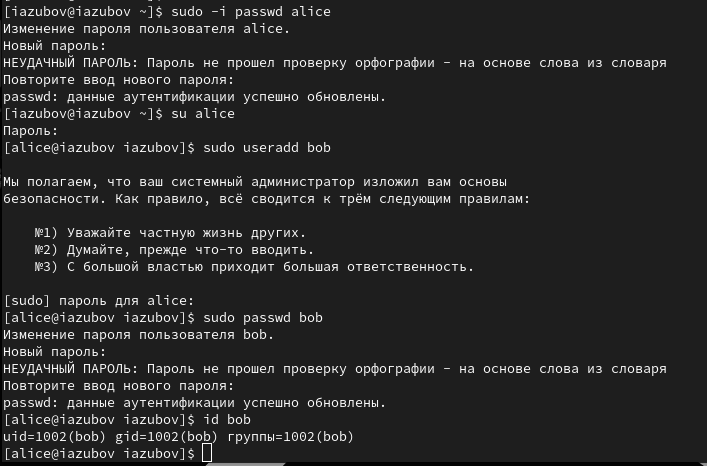 [iazubov@iazubov ~]$ sudo -i passwd alice
Изменение пароля пользователя alice.
Новый пароль:
НЕУДАЧНЫЙ ПАРОЛЬ: Пароль не прошел проверку орфографии - на основе слова из словаря
Повторите ввод нового пароля:
passwd: данные аутентификации успешно обновлены.
[iazubov@iazubov ~]$ su alice
Пароль:
[alice@iazubov iazubov]$ sudo useradd bob
Мы полагаем, что ваш системный администратор изложил вам основы
безопасности. Как правило, всё сводится к трём следующим правилам:
№1) Уважайте частную жизнь других.
№2) Думайте, прежде что-то вводить.
№3) С большой властью приходит большая ответственность.
[sudo] пароль для alice:
[alice@iazubov iazubov]$ sudo passwd bob
Изменение пароля пользователя bob.
Новый пароль:
НЕУДАЧНЫЙ ПАРОЛЬ: Пароль не прошел проверку орфографии - на основе слова из словаря
Повторите ввод нового пароля:
passwd: данные аутентификации успешно обновлены.
[alice@iazubov iazubov]$ id bob
uid=1002(bob) gid=1002(bob) группы=1002(bob)
[alice@iazubov iazubov]$